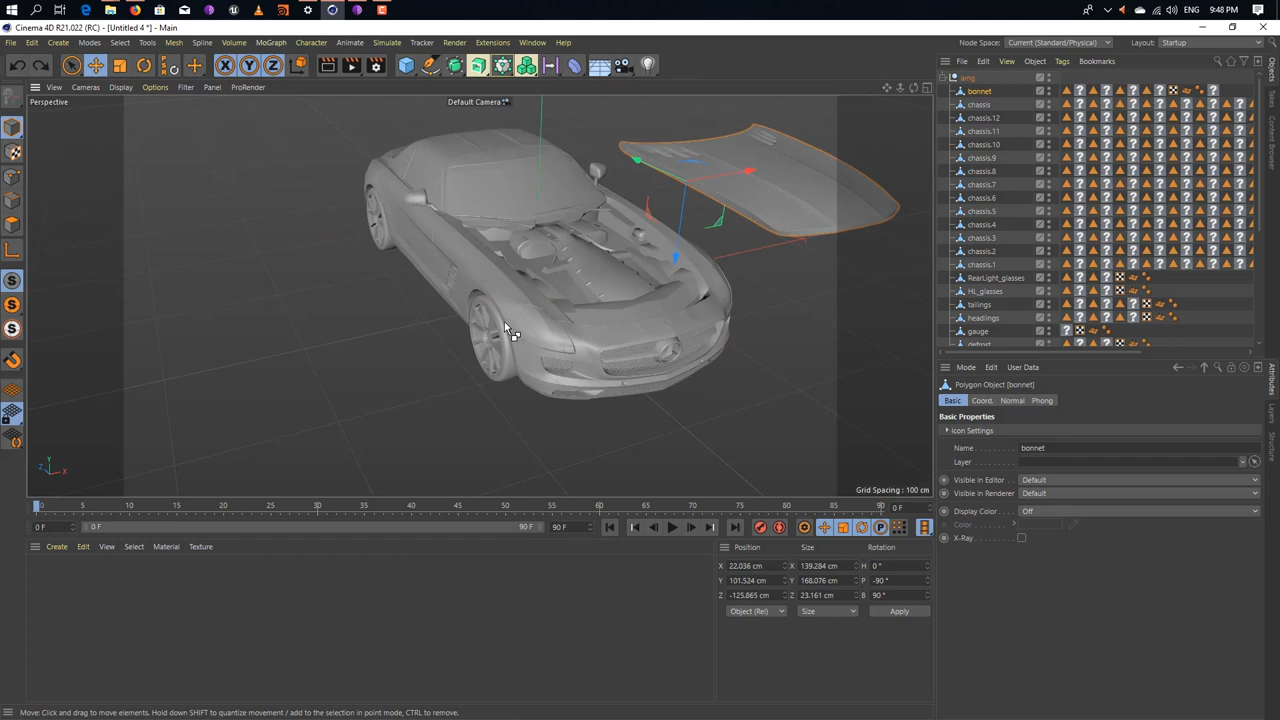 ENG 9:48 PM
Cinema 4D R21.022 (RC) - [Untitled 4 *] - Main
File Edit Create Modes Select Tools Mesh Spline Volume MoGraph Character Animate Simulate Tracker Render Extensions Window Help
Node Space: Current (Standard/Physical) Layout: Startup
View Cameras Display Options Filter Panel ProRender
File Edit View Object Tags Bookmarks
Perspective
Default Camera
amg
bonnet
chassis
chassis.12
chassis.11
chassis.10
chassis.9
chassis.8
chassis.7
chassis.6
chassis.5
chassis.4
chassis.3
chassis.2
chassis.1
RearLight_glasses
HL_glasses
tailings
headlings
gauge
defrost
Objects
Takes
Content Browser
Mode Edit User Data
Polygon Object [bonnet]
Basic Coord. Normal Phong
Basic Properties
Icon Settings
Name bonnet
Layer
Visible in Editor Default
Visible in Renderer Default
Display Color Off
Color
X-Ray
Attributes
Layers
Structure
Y
Z X
Grid Spacing : 100 cm
0 5 10 15 20 25 30 35 40 45 50 55 60 65 70 75 80 85 90 0 F
0 F 0 F 90 F 90 F
Create Edit View Select Material Texture
Position Size Rotation
X 22.036 cm X 139.284 cm H 0 °
Y 101.524 cm Y 168.076 cm P -90 °
Z -125.865 cm Z 23.161 cm B 90 °
Object (Rel) Size Apply
Move: Click and drag to move elements. Hold down SHIFT to quantize movement / add to the selection in point mode, CTRL to remove.